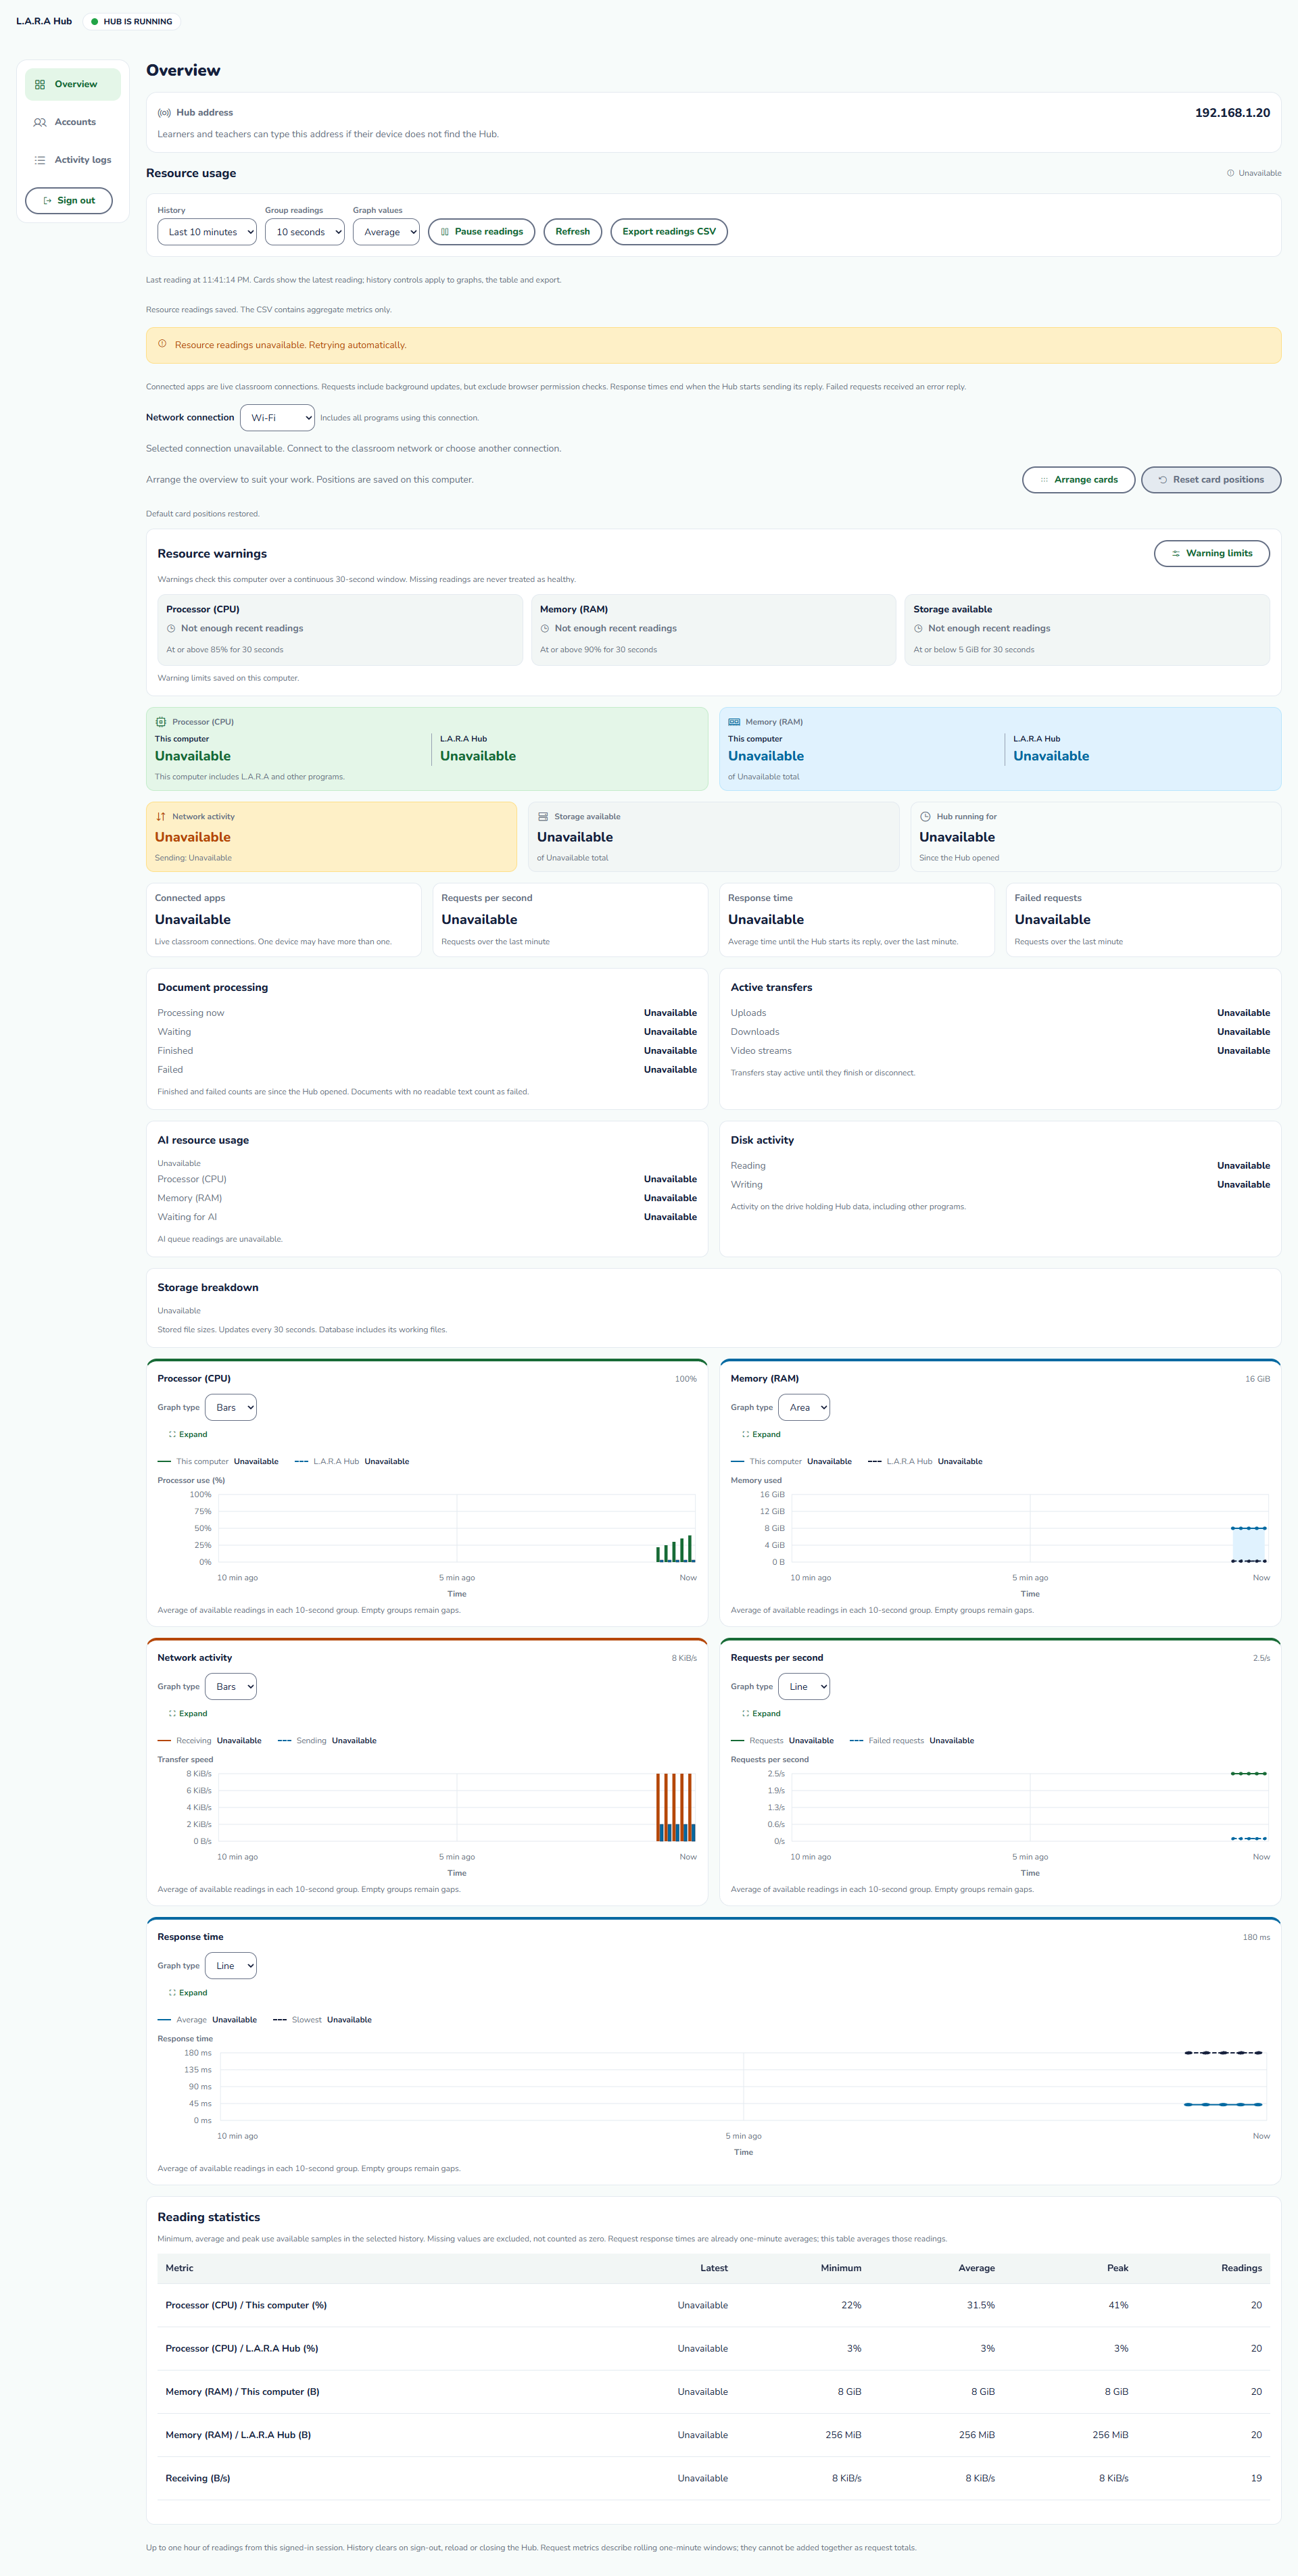 L.A.R.A Hub
HUB IS RUNNING
Overview
Accounts
Activity logs
Sign out
Overview
Hub address
192.168.1.20
Learners and teachers can type this address if their device does not find the Hub.
Resource usage
Unavailable
History
Group readings
Graph values
Last 10 minutes
10 seconds
Average
Pause readings
Refresh
Export readings CSV
Last reading at 11:41:14 PM. Cards show the latest reading; history controls apply to graphs, the table and export.
Resource readings saved. The CSV contains aggregate metrics only.
Resource readings unavailable. Retrying automatically.
Connected apps are live classroom connections. Requests include background updates, but exclude browser permission checks. Response times end when the Hub starts sending its reply. Failed requests received an error reply.
Network connection
Wi-Fi
Includes all programs using this connection.
Selected connection unavailable. Connect to the classroom network or choose another connection.
Arrange the overview to suit your work. Positions are saved on this computer.
Arrange cards
Reset card positions
Default card positions restored.
Resource warnings
Warning limits
Warnings check this computer over a continuous 30-second window. Missing readings are never treated as healthy.
Processor (CPU)
Not enough recent readings
At or above 85% for 30 seconds
Memory (RAM)
Not enough recent readings
At or above 90% for 30 seconds
Storage available
Not enough recent readings
At or below 5 GiB for 30 seconds
Warning limits saved on this computer.
Processor (CPU)
This computer
Unavailable
L.A.R.A Hub
Unavailable
This computer includes L.A.R.A and other programs.
Memory (RAM)
This computer
Unavailable
L.A.R.A Hub
Unavailable
of Unavailable total
Network activity
Unavailable
Sending: Unavailable
Storage available
Unavailable
of Unavailable total
Hub running for
Unavailable
Since the Hub opened
Connected apps
Unavailable
Live classroom connections. One device may have more than one.
Requests per second
Unavailable
Requests over the last minute
Response time
Unavailable
Average time until the Hub starts its reply, over the last minute.
Failed requests
Unavailable
Requests over the last minute
Document processing
Processing now Unavailable
Waiting Unavailable
Finished Unavailable
Failed Unavailable
Finished and failed counts are since the Hub opened. Documents with no readable text count as failed.
Active transfers
Uploads Unavailable
Downloads Unavailable
Video streams Unavailable
Transfers stay active until they finish or disconnect.
AI resource usage
Unavailable
Processor (CPU) Unavailable
Memory (RAM) Unavailable
Waiting for AI Unavailable
AI queue readings are unavailable.
Disk activity
Reading Unavailable
Writing Unavailable
Activity on the drive holding Hub data, including other programs.
Storage breakdown
Unavailable
Stored file sizes. Updates every 30 seconds. Database includes its working files.
Processor (CPU)
100%
Graph type
Bars
Expand
This computer Unavailable
L.A.R.A Hub Unavailable
Processor use (%)
100%
75%
50%
25%
0%
10 min ago
5 min ago
Now
Time
Average of available readings in each 10-second group. Empty groups remain gaps.
Memory (RAM)
16 GiB
Graph type
Area
Expand
This computer Unavailable
L.A.R.A Hub Unavailable
Memory used
16 GiB
12 GiB
8 GiB
4 GiB
0 B
10 min ago
5 min ago
Now
Time
Average of available readings in each 10-second group. Empty groups remain gaps.
Network activity
8 KiB/s
Graph type
Bars
Expand
Receiving Unavailable
Sending Unavailable
Transfer speed
8 KiB/s
6 KiB/s
4 KiB/s
2 KiB/s
0 B/s
10 min ago
5 min ago
Now
Time
Average of available readings in each 10-second group. Empty groups remain gaps.
Requests per second
2.5/s
Graph type
Line
Expand
Requests Unavailable
Failed requests Unavailable
Requests per second
2.5/s
1.9/s
1.3/s
0.6/s
0/s
10 min ago
5 min ago
Now
Time
Average of available readings in each 10-second group. Empty groups remain gaps.
Response time
180 ms
Graph type
Line
Expand
Average Unavailable
Slowest Unavailable
Response time
180 ms
135 ms
90 ms
45 ms
0 ms
10 min ago
5 min ago
Now
Time
Average of available readings in each 10-second group. Empty groups remain gaps.
Reading statistics
Minimum, average and peak use available samples in the selected history. Missing values are excluded, not counted as zero. Request response times are already one-minute averages; this table averages those readings.
Metric Latest Minimum Average Peak Readings
Processor (CPU) / This computer (%) Unavailable 22% 31.5% 41% 20
Processor (CPU) / L.A.R.A Hub (%) Unavailable 3% 3% 3% 20
Memory (RAM) / This computer (B) Unavailable 8 GiB 8 GiB 8 GiB 20
Memory (RAM) / L.A.R.A Hub (B) Unavailable 256 MiB 256 MiB 256 MiB 20
Receiving (B/s) Unavailable 8 KiB/s 8 KiB/s 8 KiB/s 19
Up to one hour of readings from this signed-in session. History clears on sign-out, reload or closing the Hub. Request metrics describe rolling one-minute windows; they cannot be added together as request totals.